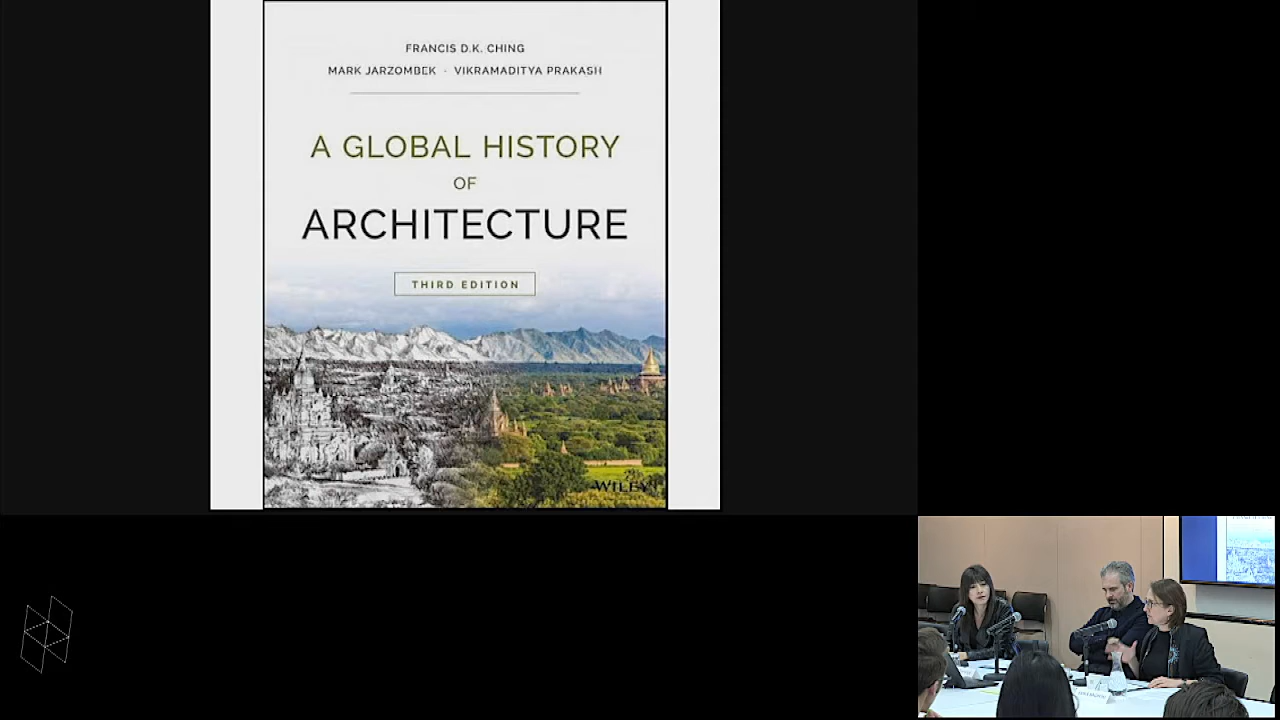 FRANCIS D.K. CHING
MARK JARZOMBEK · VIKRAMADITYA PRAKASH
A GLOBAL HISTORY
OF
ARCHITECTURE
THIRD EDITION
WILEY